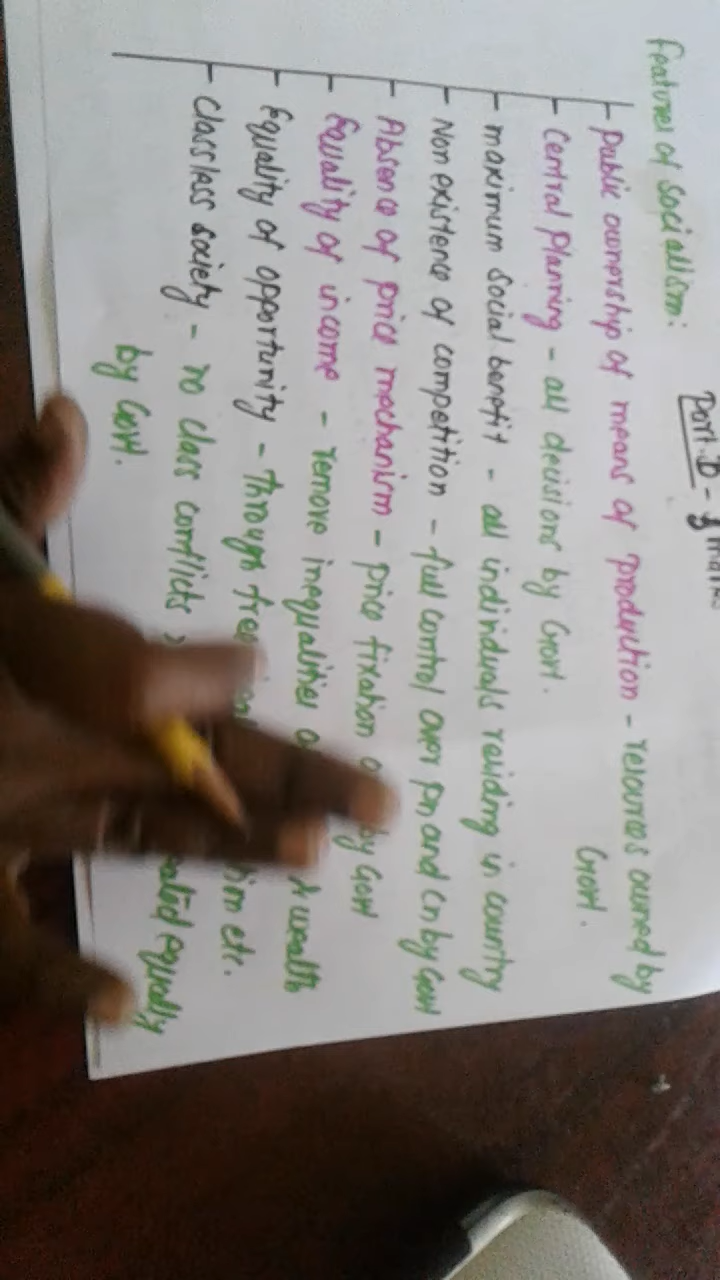 Part-D -
Features of Socialism:
Public ownership of means of production - resources owned by
Govt.
Central Planning - all decisions by Govt.
maximum social benefit - all individuals residing in country
Non existence of competition - full control over pn and cn by Govt
Absence of price mechanism - price fixation by Govt
Equality of income - remove inequalities wealth
Equality of opportunity - through etc.
Classless society - no class conflicts equally
by Govt.